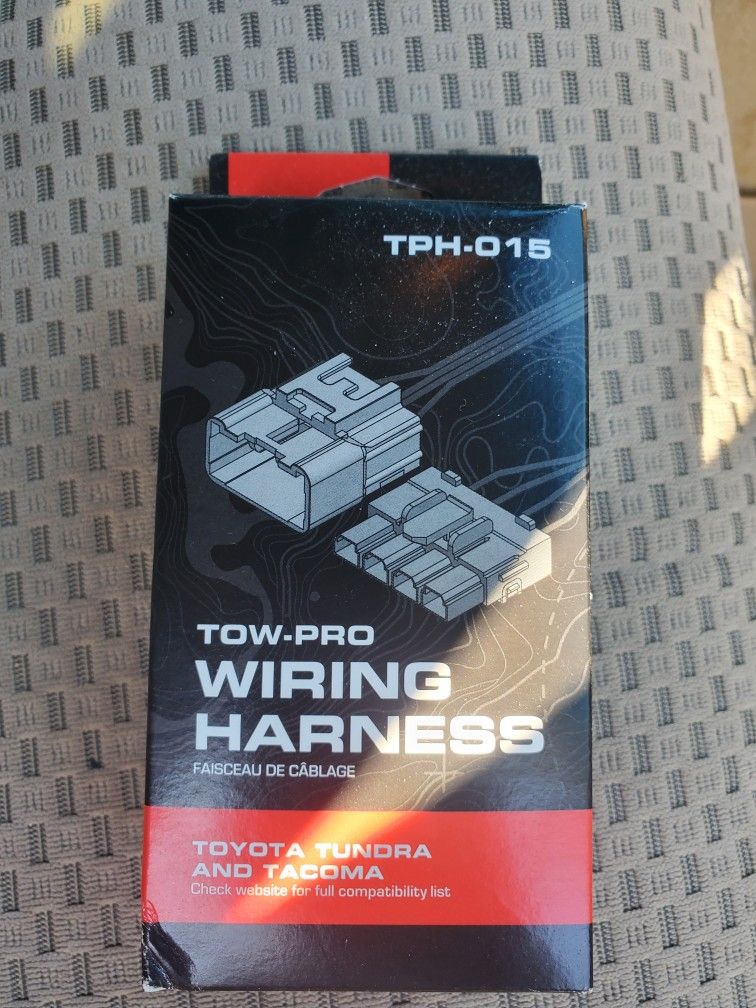 TPH-015
TOW-PRO
WIRING
HARNESS
FAISCEAU DE CÂBLAGE
TOYOTA TUNDRA
AND TACOMA
Check website for full compatibility list